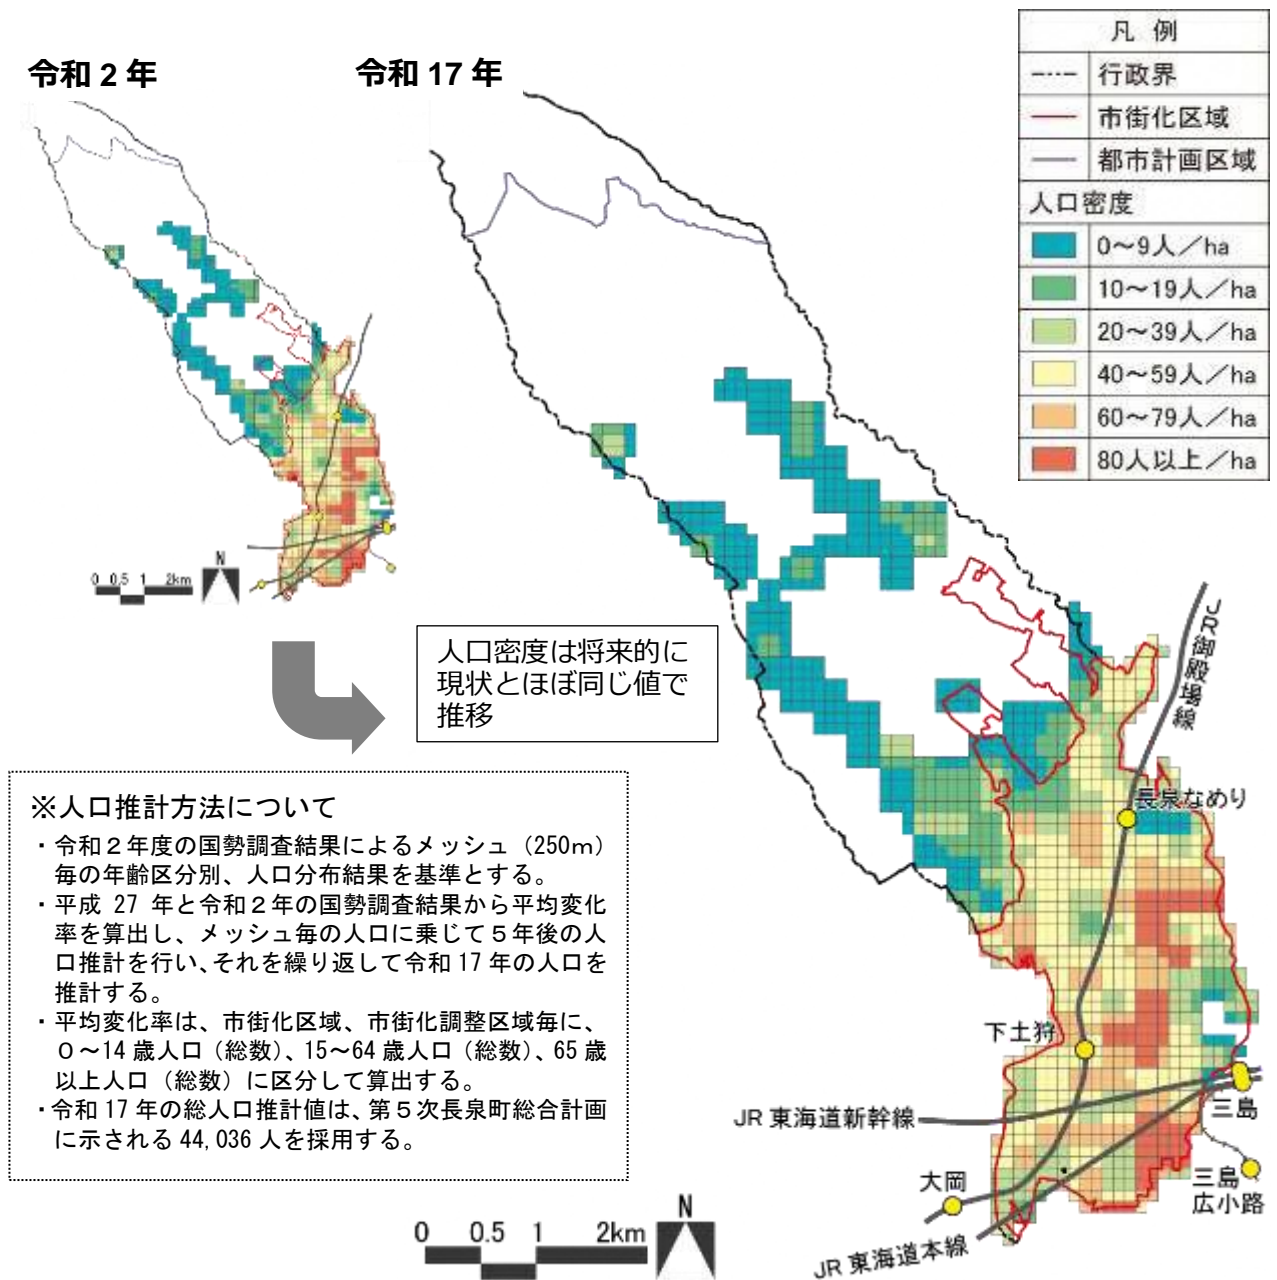 令和 2 年
令和 17 年
凡 例
行政界
市街化区域
都市計画区域
人口密度
0～9人／ha
10～19人／ha
20～39人／ha
40～59人／ha
60～79人／ha
80人以上／ha
N
0 0.5 1 2km
人口密度は将来的に
現状とほぼ同じ値で
推移
※人口推計方法について
・令和２年度の国勢調査結果によるメッシュ（250ｍ）
毎の年齢区分別、人口分布結果を基準とする。
・平成 27 年と令和２年の国勢調査結果から平均変化
率を算出し、メッシュ毎の人口に乗じて５年後の人
口推計を行い、それを繰り返して令和 17 年の人口を
推計する。
・平均変化率は、市街化区域、市街化調整区域毎に、
０～14 歳人口（総数）、15～64 歳人口（総数）、65 歳
以上人口（総数）に区分して算出する。
・令和 17 年の総人口推計値は、第５次長泉町総合計画
に示される 44,036 人を採用する。
JR御殿場線
長泉なめり
下土狩
JR 東海道新幹線
三島
三島
広小路
大岡
JR 東海道本線
N
0 0.5 1 2km